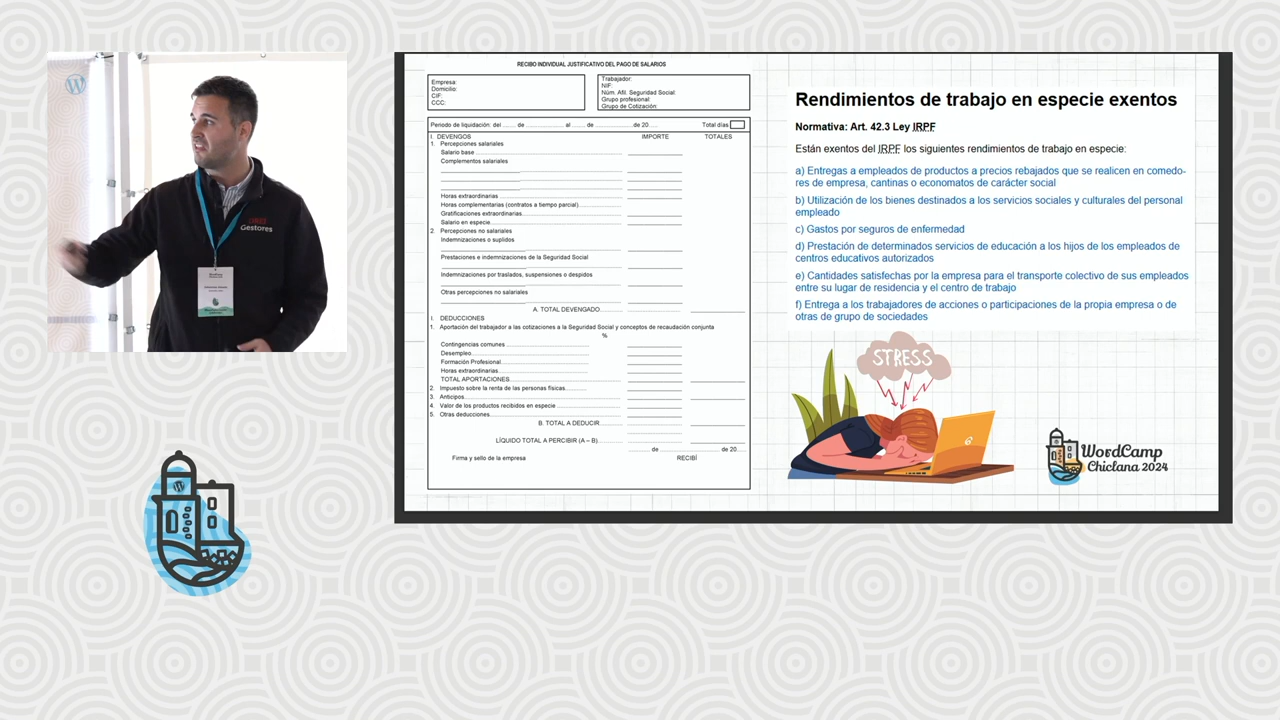 Gestores
RECIBO INDIVIDUAL JUSTIFICATIVO DEL PAGO DE SALARIOS
Empresa:
Domicilio:
CIF:
CCC:
Trabajador:
NIF:
Núm. Afil. Seguridad Social:
Grupo profesional:
Grupo de Cotización:
Periodo de liquidación: del ....... de .................... al ...... de .................. de 20 .... Total días
I. DEVENGOS IMPORTE TOTALES
1. Percepciones salariales
Salario base
Complementos salariales
Horas extraordinarias
Horas complementarias (contratos a tiempo parcial)
Gratificaciones extraordinarias
Salario en especie
2. Percepciones no salariales
Indemnizaciones o suplidos
Prestaciones e indemnizaciones de la Seguridad Social
Indemnizaciones por traslados, suspensiones o despidos
Otras percepciones no salariales
A. TOTAL DEVENGADO
I. DEDUCCIONES
1. Aportación del trabajador a las cotizaciones a la Seguridad Social y conceptos de recaudación conjunta
%
Contingencias comunes
Desempleo
Formación Profesional
Horas extraordinarias
TOTAL APORTACIONES
2. Impuesto sobre la renta de las personas físicas
3. Anticipos
4. Valor de los productos recibidos en especie
5. Otras deducciones
B. TOTAL A DEDUCIR
LÍQUIDO TOTAL A PERCIBIR (A – B)
de de 20
Firma y sello de la empresa RECIBÍ
Rendimientos de trabajo en especie exentos
Normativa: Art. 42.3 Ley IRPF
Están exentos del IRPF los siguientes rendimientos de trabajo en especie:
a) Entregas a empleados de productos a precios rebajados que se realicen en comedo-
res de empresa, cantinas o economatos de carácter social
b) Utilización de los bienes destinados a los servicios sociales y culturales del personal
empleado
c) Gastos por seguros de enfermedad
d) Prestación de determinados servicios de educación a los hijos de los empleados de
centros educativos autorizados
e) Cantidades satisfechas por la empresa para el transporte colectivo de sus empleados
entre su lugar de residencia y el centro de trabajo
f) Entrega a los trabajadores de acciones o participaciones de la propia empresa o de
otras de grupo de sociedades
STRESS
WordCamp
Chiclana 2024